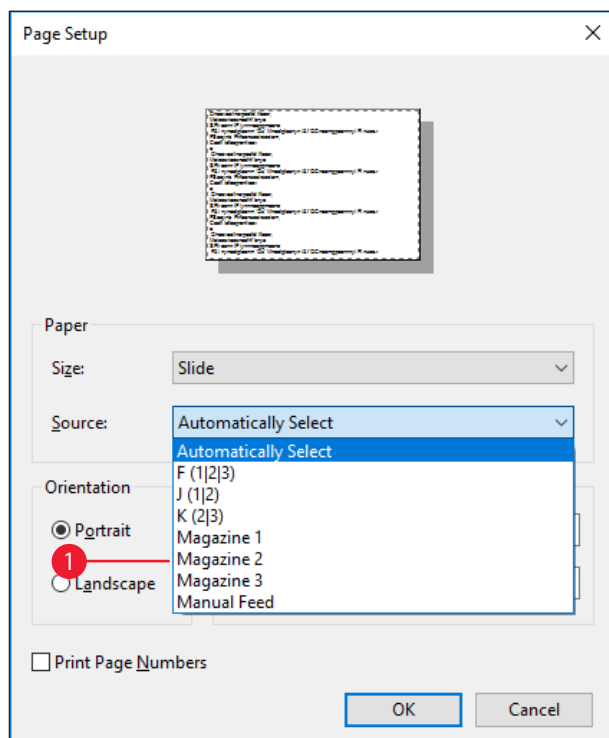 Page Setup
Paper
Size: Slide
Source: Automatically Select
Automatically Select
F (1|2|3)
J (1|2)
K (2|3)
Magazine 1
Magazine 2
Magazine 3
Manual Feed
Orientation
Portrait
1
Landscape
Print Page Numbers
OK Cancel